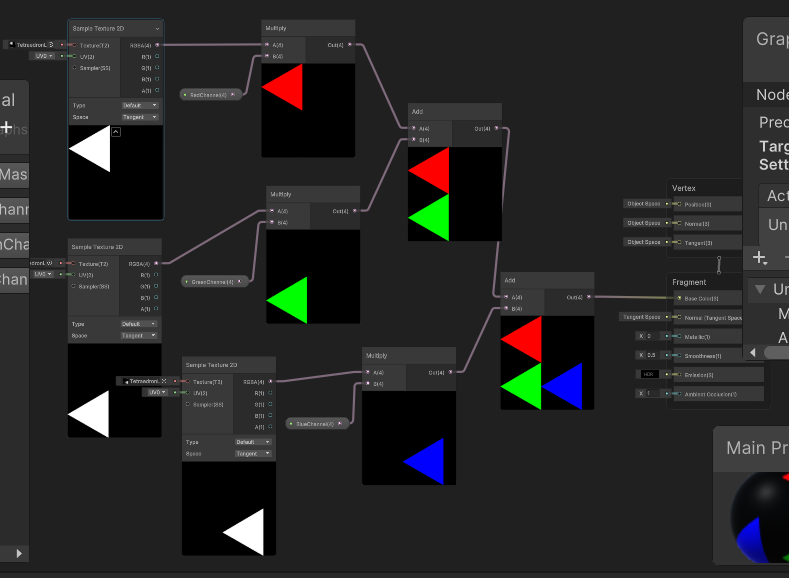 Sample Texture 2D
TetraedronL
Texture(T2)
RGBA(4)
UV0
UV(2)
R(1)
Sampler(SS)
G(1)
B(1)
A(1)
Type
Default
Space
Tangent
Multiply
A(4)
Out(4)
B(4)
RedChannel(4)
Add
A(4)
Out(4)
B(4)
Multiply
A(4)
Out(4)
B(4)
GreenChannel(4)
Sample Texture 2D
Texture(T2)
RGBA(4)
UV0
UV(2)
R(1)
Sampler(SS)
G(1)
B(1)
A(1)
Type
Default
Space
Tangent
Sample Texture 2D
Tetraedronl
Texture(T2)
RGBA(4)
UV0
UV(2)
R(1)
Sampler(SS)
G(1)
B(1)
A(1)
Type
Default
Space
Tangent
Multiply
A(4)
Out(4)
B(4)
BlueChannel(4)
Add
A(4)
Out(4)
B(4)
Vertex
Object Space
Position(3)
Object Space
Normal(3)
Object Space
Tangent(3)
Fragment
Base Color(3)
Tangent Space
Normal (Tangent Space
X 0
Metallic(1)
X 0.5
Smoothness(1)
HDR
Emission(3)
X 1
Ambient Occlusion(1)
Grap
Node
Prec
Targ
Sett
Act
Un
Un
M
A
Main Pr
al
phs
Mas
hann
nCha
Chan